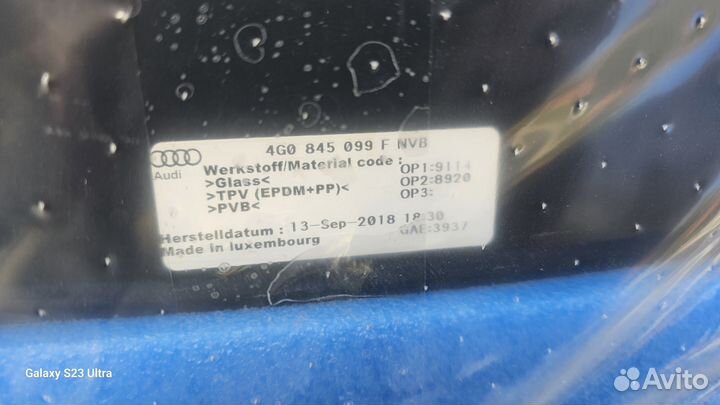 4G0 845 099 F NVB
Audi
Werkstoff/Material code :
>Glass<
>TPV (EPDM+PP)<
>PVB<
OP1:9114
OP2:8920
OP3:
Herstelldatum : 13-Sep-2018 18:30
GAE:3937
Made in luxembourg
Galaxy S23 Ultra
Avito